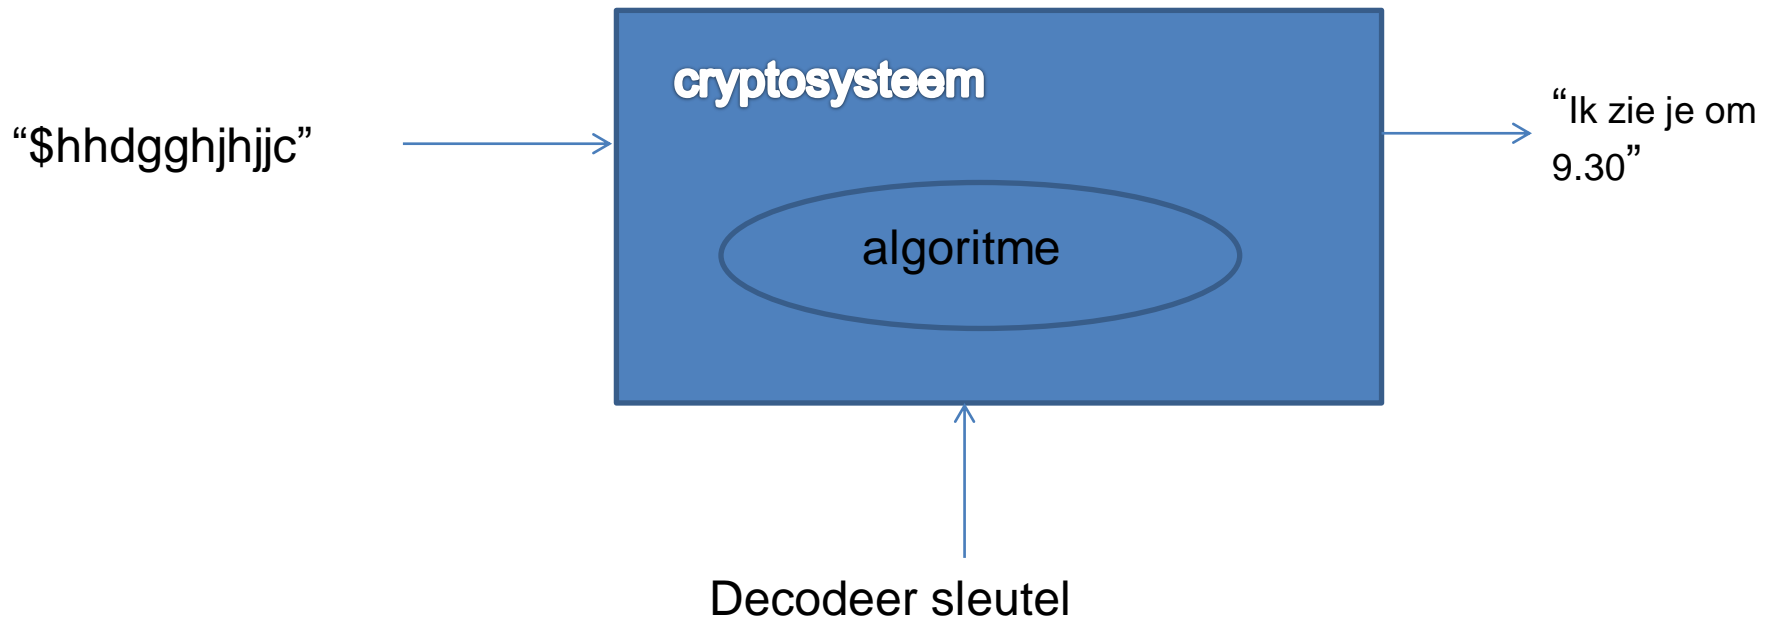 cryptosysteem
“$hhdgghjhjjc”
“Ik zie je om
9.30”
algoritme
Decodeer sleutel